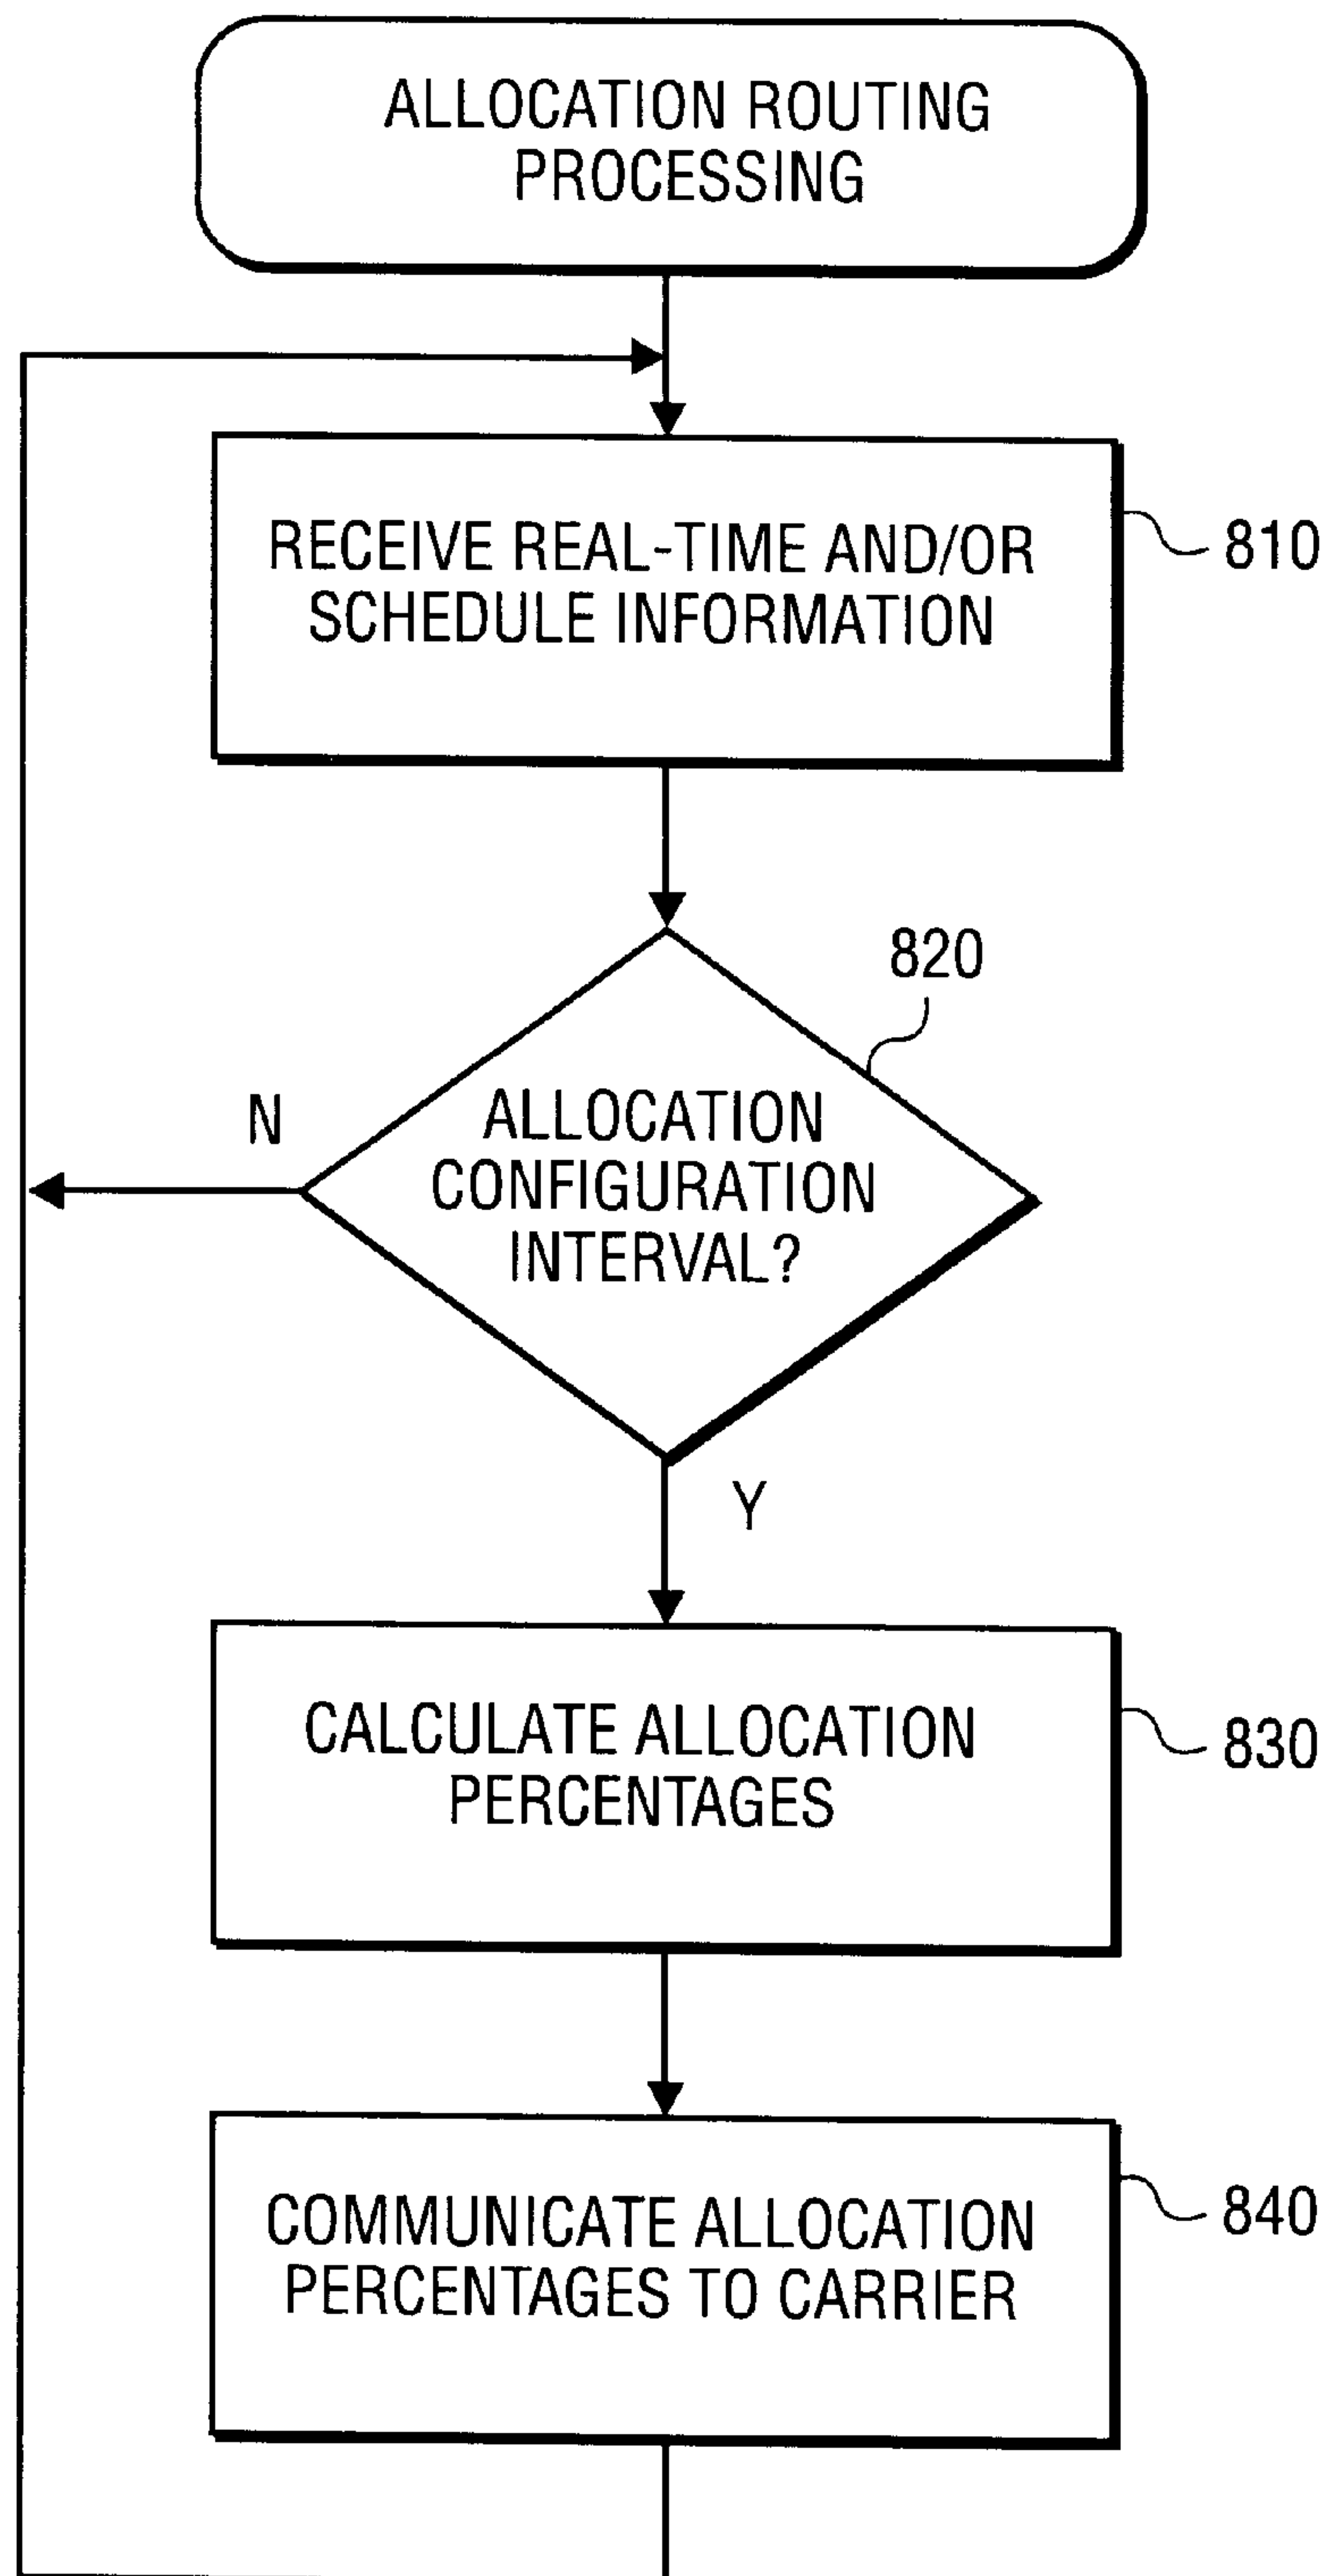 ALLOCATION ROUTING
PROCESSING
RECEIVE REAL-TIME AND/OR
SCHEDULE INFORMATION
810
820
N
ALLOCATION
CONFIGURATION
INTERVAL?
Y
CALCULATE ALLOCATION
PERCENTAGES
830
COMMUNICATE ALLOCATION
PERCENTAGES TO CARRIER
840